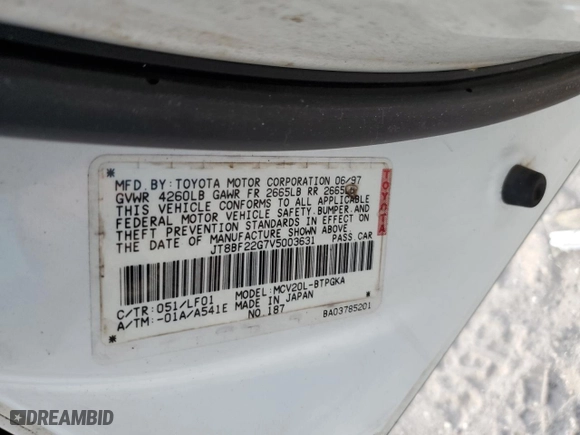 MFD. BY: TOYOTA MOTOR CORPORATION 06/97
GVWR 4260LB GAWR FR 2665LB RR 2665
THIS VEHICLE CONFORMS TO ALL APPLICABLE
FEDERAL MOTOR VEHICLE SAFETY, BUMPER, AND
THEFT PREVENTION STANDARDS IN EFFECT ON
THE DATE OF MANUFACTURE SHOWN ABOVE.
JT8BF22G7V5003631 PASS. CAR
TOYOTA
C/TR: 051/LF01 MODEL: MCV20L-BTPGKA
A/TM: -01A/A541E MADE IN JAPAN
NO. 187 BA03785201
DREAMBID